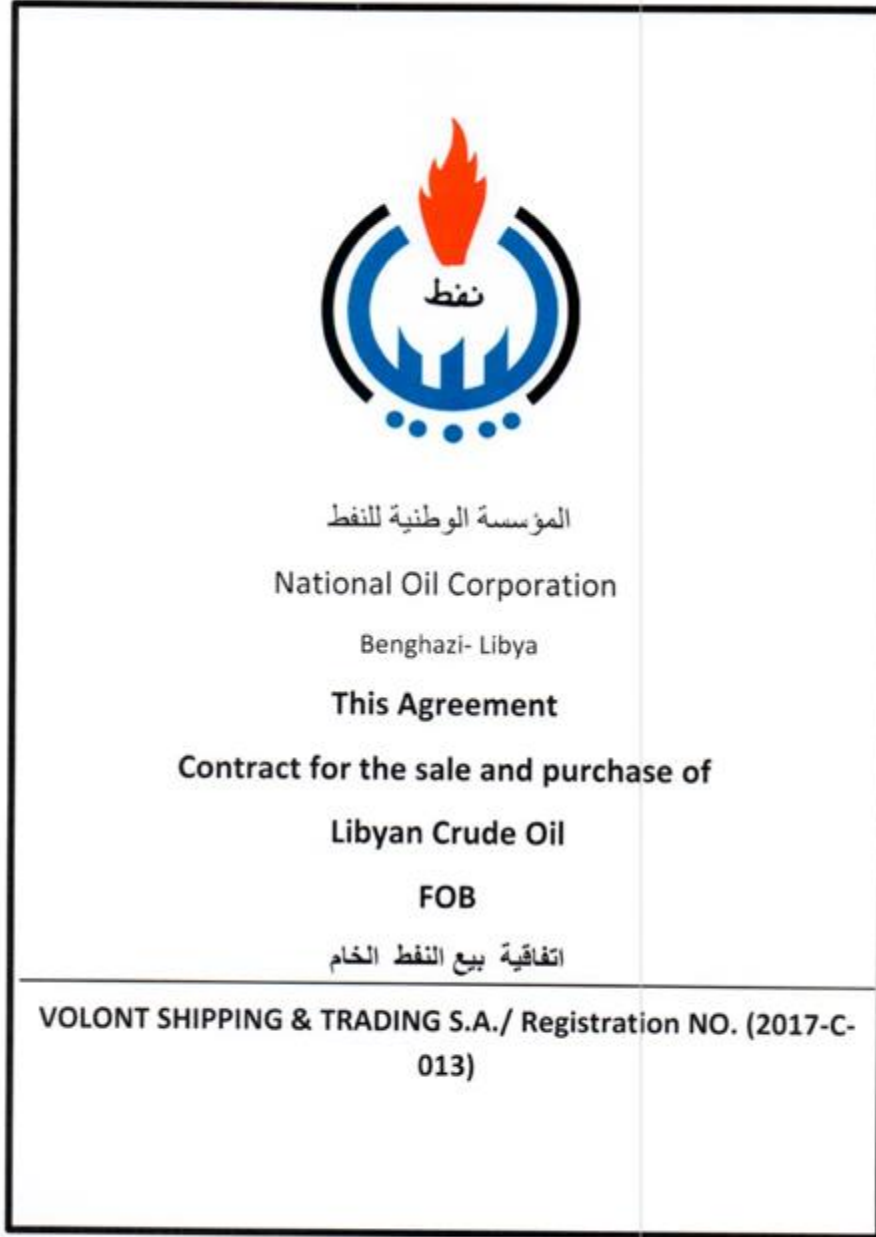 نفط
المؤسسة الوطنية للنفط
National Oil Corporation
Benghazi- Libya
This Agreement
Contract for the sale and purchase of
Libyan Crude Oil
FOB
اتفاقية بيع النفط الخام
VOLONT SHIPPING & TRADING S.A./ Registration NO. (2017-C-
013)